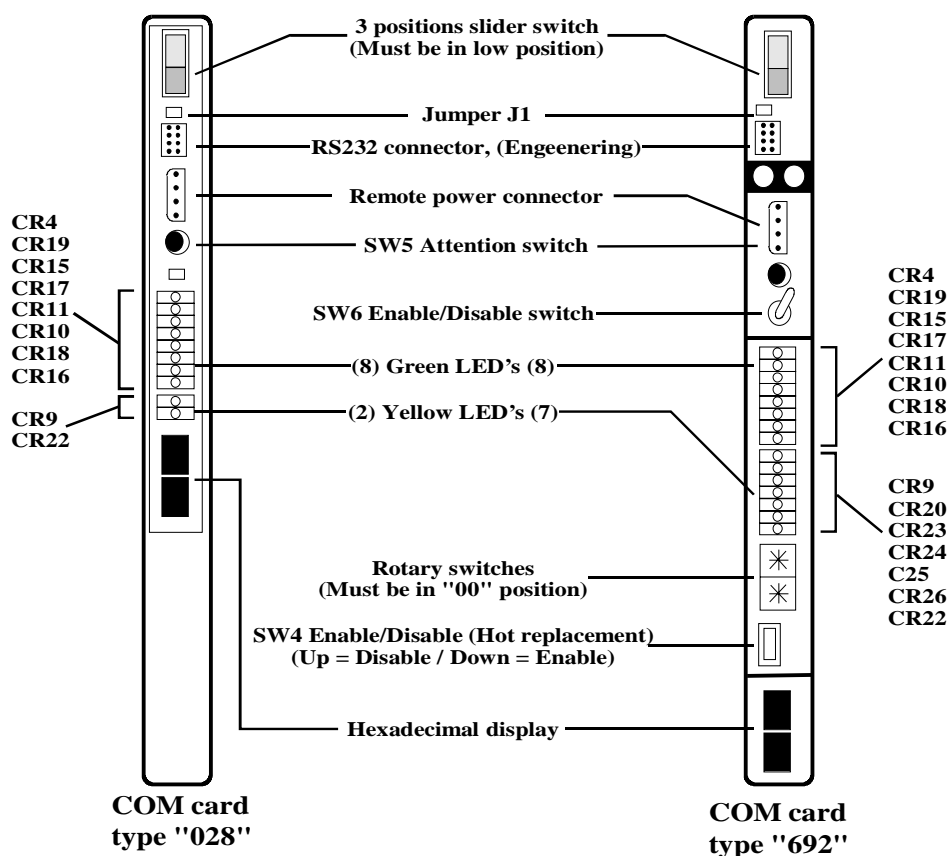 3 positions slider switch
(Must be in low position)
Jumper J1
RS232 connector, (Engeenering)
Remote power connector
SW5 Attention switch
SW6 Enable/Disable switch
(8) Green LED's (8)
(2) Yellow LED's (7)
Rotary switches
(Must be in "00" position)
SW4 Enable/Disable (Hot replacement)
(Up = Disable / Down = Enable)
Hexadecimal display
CR4
CR19
CR15
CR17
CR11
CR10
CR18
CR16
CR9
CR22
CR4
CR19
CR15
CR17
CR11
CR10
CR18
CR16
CR9
CR20
CR23
CR24
C25
CR26
CR22
COM card
type "028"
COM card
type "692"